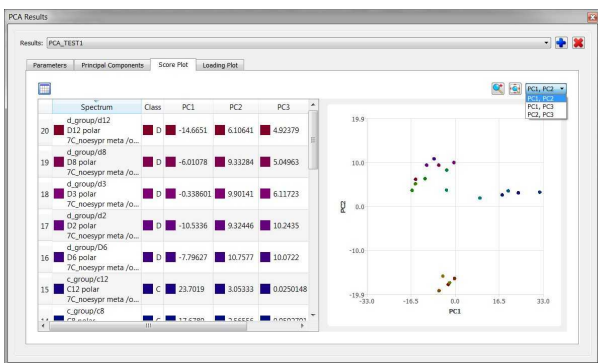 PCA Results
Results: PCA_TEST1
Parameters Principal Components Score Plot Loading Plot
PC1, PC2
PC1, PC2
PC1, PC3
PC2, PC3
Spectrum Class PC1 PC2 PC3
d_group/d12
20 D12 polar D -14.6651 6.10641 4.92379
7C_noesypr meta /o...
d_group/d8
19 D8 polar D -6.01078 9.33284 5.04963
7C_noesypr meta /o...
d_group/d3
18 D3 polar D -0.338601 9.90141 6.11723
7C_noesypr meta /o...
d_group/d2
17 D2 polar D -10.5336 9.32446 10.2435
7C_noesypr meta /o...
d_group/D6
16 D6 polar D -7.79627 10.7577 10.0722
7C_noesypr meta /o...
c_group/c12
15 C12 polar C 23.7019 3.05333 0.0250148
7C_noesypr meta /o...
c_group/c8
19.9
10.0
0.0
-10.0
-19.9
PC2
-33.0 -16.5 0.0 16.5 33.0
PC1